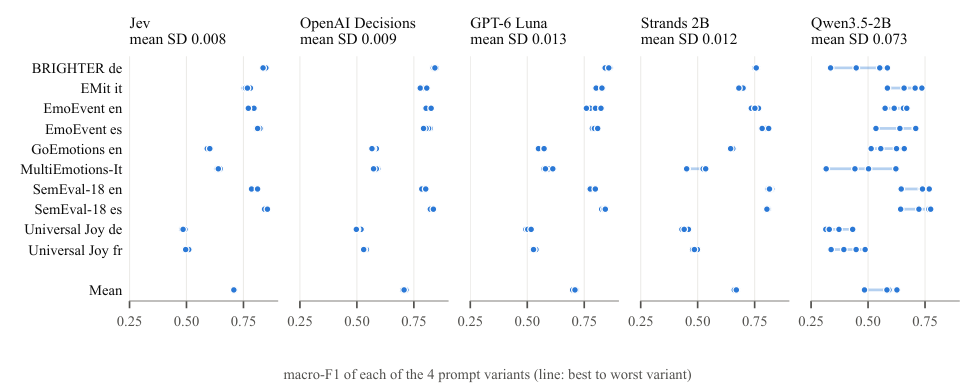 Jev
mean SD 0.008
OpenAI Decisions
mean SD 0.009
GPT-6 Luna
mean SD 0.013
Strands 2B
mean SD 0.012
Qwen3.5-2B
mean SD 0.073
BRIGHTER de
EMit it
EmoEvent en
EmoEvent es
GoEmotions en
MultiEmotions-It
SemEval-18 en
SemEval-18 es
Universal Joy de
Universal Joy fr
Mean
0.25 0.50 0.75 0.25 0.50 0.75 0.25 0.50 0.75 0.25 0.50 0.75 0.25 0.50 0.75
macro-F1 of each of the 4 prompt variants (line: best to worst variant)